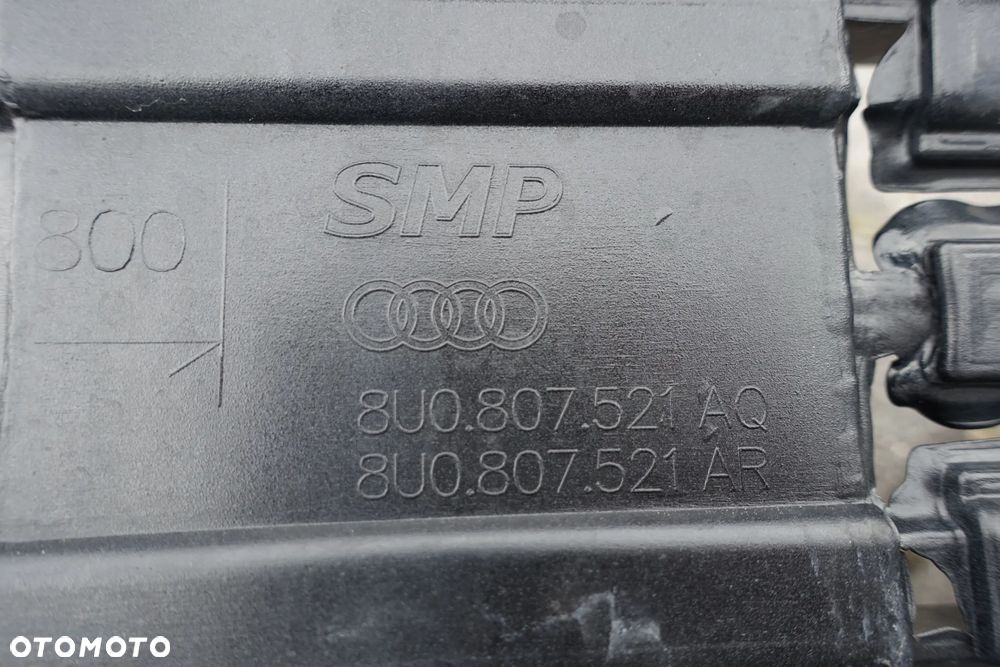 SMP
800
8U0.807.521 AQ
8U0.807.521 AR
OTOMOTO